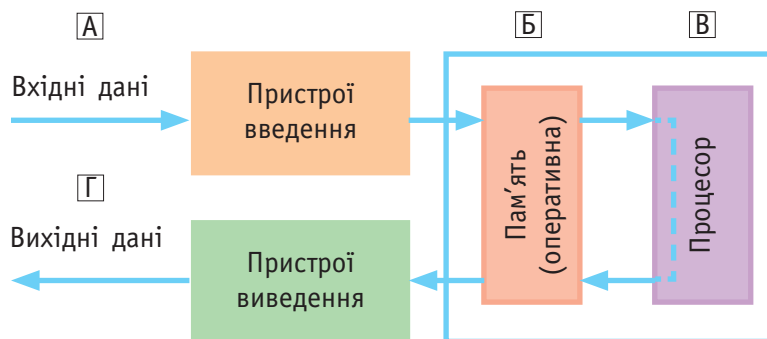 А
Б
В
Вхідні дані
Пристрої
введення
Пам'ять
(оперативна)
Процесор
Г
Вихідні дані
Пристрої
виведення